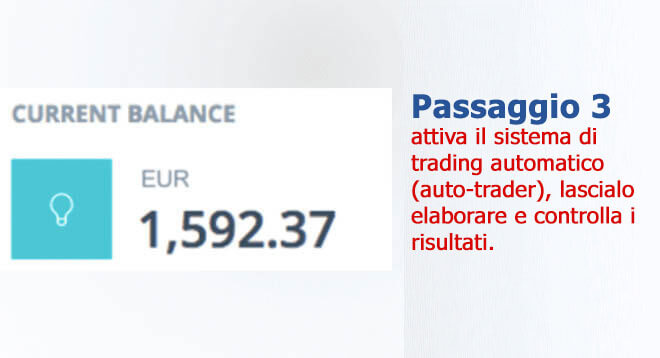 CURRENT BALANCE
EUR
1,592.37
Passaggio 3
attiva il sistema di
trading automatico
(auto-trader), lascialo
elaborare e controlla i
risultati.